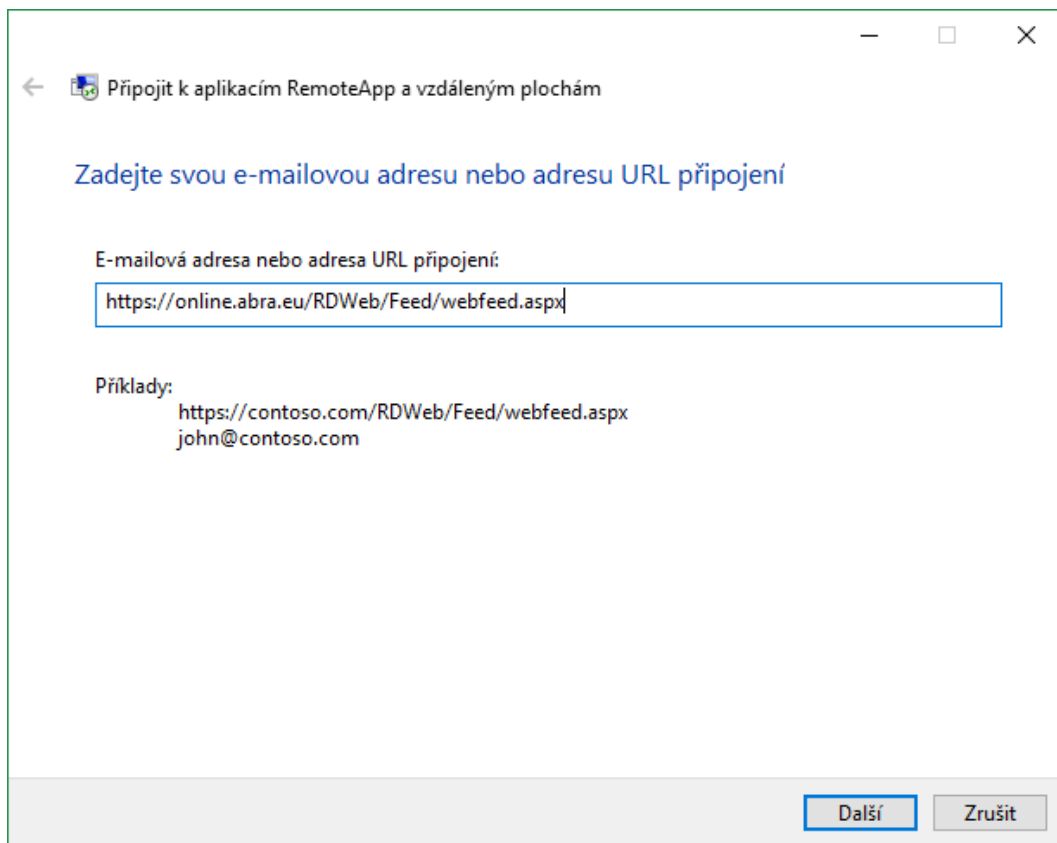 Připojit k aplikacím RemoteApp a vzdáleným plochám
Zadejte svou e-mailovou adresu nebo adresu URL připojení
E-mailová adresa nebo adresa URL připojení:
https://online.abra.eu/RDWeb/Feed/webfeed.aspx
Příklady:
https://contoso.com/RDWeb/Feed/webfeed.aspx
john@contoso.com
Další
Zrušit